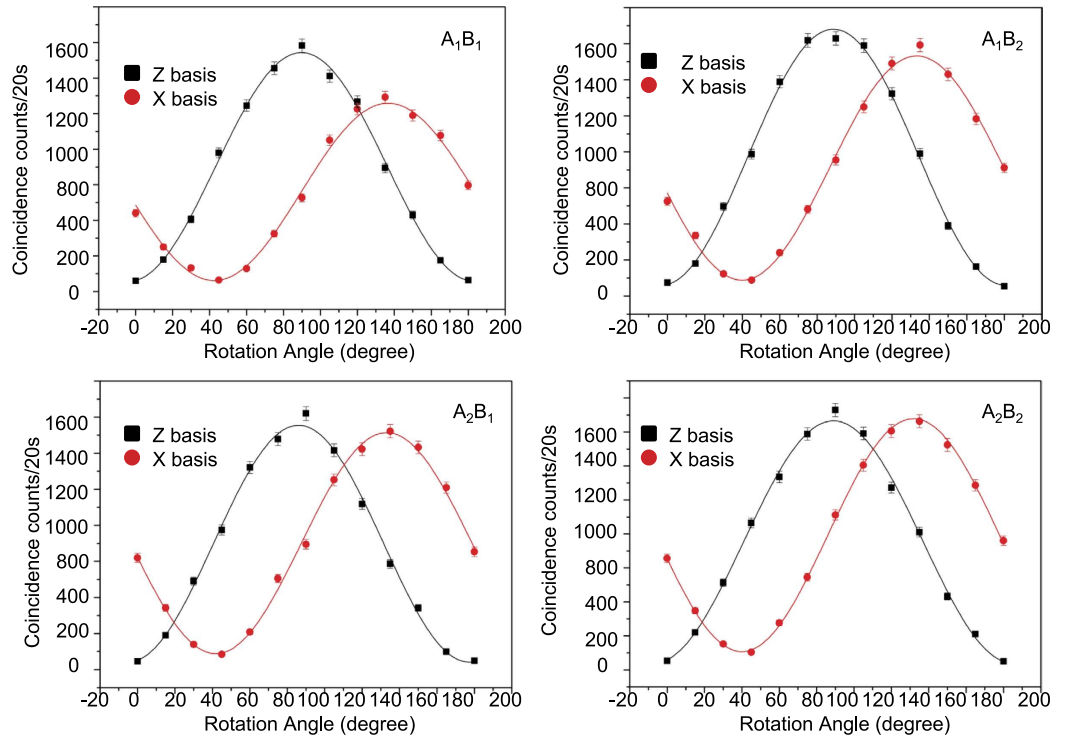 A₁B₁
Z basis
X basis
Coincidence counts/20s
1600
1400
1200
1000
800
400
200
0
-20 0 20 40 60 80 100 120 140 160 180 200
Rotation Angle (degree)
A₁B₂
Z basis
X basis
Coincidence counts/20s
1600
1400
1200
1000
800
400
200
0
-20 0 20 40 60 80 100 120 140 160 180 200
Rotation Angle (degree)
A₂B₁
Z basis
X basis
Coincidence counts/20s
1600
1400
1200
1000
800
400
200
0
-20 0 20 40 60 80 100 120 140 160 180 200
Rotation Angle (degree)
A₂B₂
Z basis
X basis
Coincidence counts/20s
1600
1400
1200
1000
800
400
200
0
-20 0 20 40 60 80 100 120 140 160 180 200
Rotation Angle (degree)